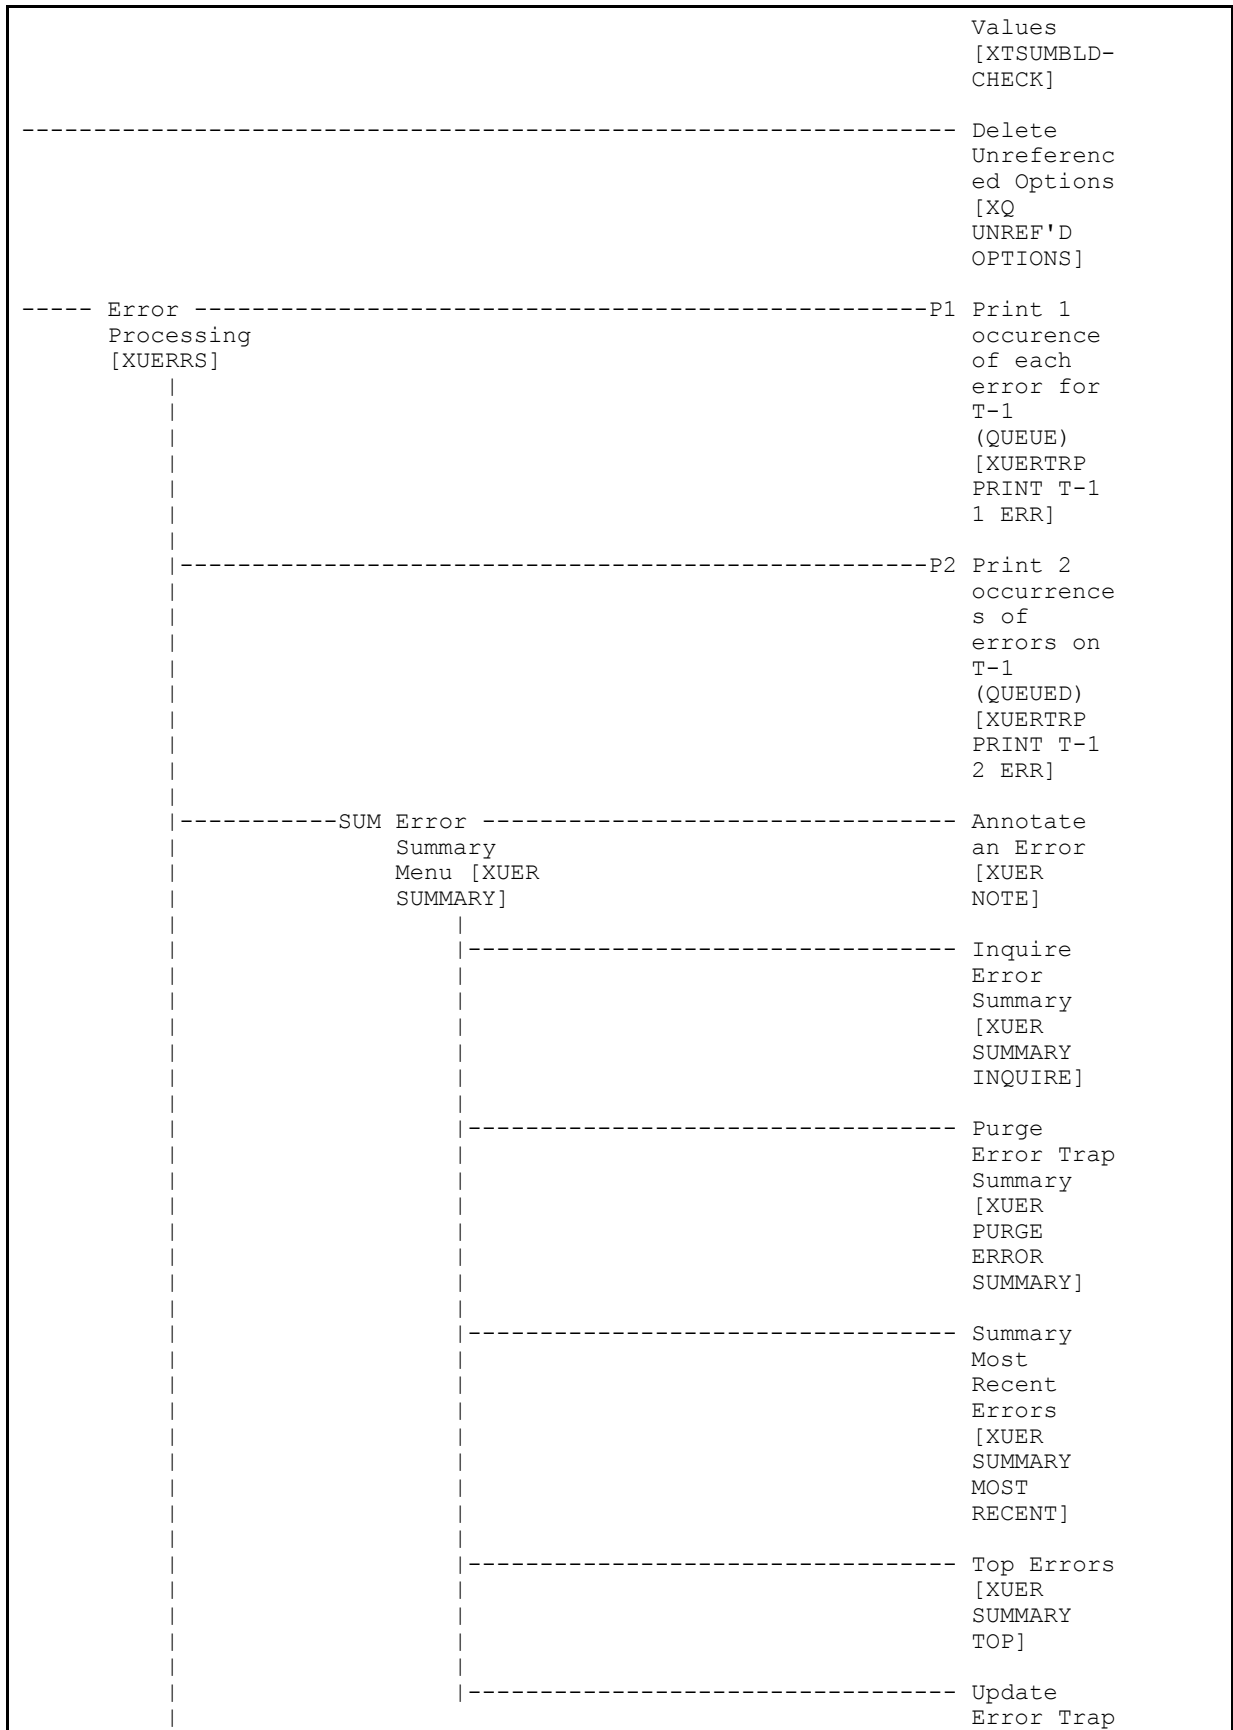 Values
[XTSUMBLD-
CHECK]
----------------------------------------------------------------- Delete
Unreferenc
ed Options
[XQ
UNREF'D
OPTIONS]
----- Error ---------------------------------------------------P1 Print 1
Processing occurence
[XUERRS] of each
| error for
| T-1
| (QUEUE)
| [XUERTRP
| PRINT T-1
| 1 ERR]
|
|----------------------------------------------------P2 Print 2
| occurrence
| s of
| errors on
| T-1
| (QUEUED)
| [XUERTRP
| PRINT T-1
| 2 ERR]
|
|-----------SUM Error --------------------------------- Annotate
| Summary an Error
| Menu [XUER [XUER
| SUMMARY] NOTE]
| |
| |---------------------------------- Inquire
| | Error
| | Summary
| | [XUER
| | SUMMARY
| | INQUIRE]
| |
| |---------------------------------- Purge
| | Error Trap
| | Summary
| | [XUER
| | PURGE
| | ERROR
| | SUMMARY]
| |
| |---------------------------------- Summary
| | Most
| | Recent
| | Errors
| | [XUER
| | SUMMARY
| | MOST
| | RECENT]
| |
| |---------------------------------- Top Errors
| | [XUER
| | SUMMARY
| | TOP]
| |
| |---------------------------------- Update
| Error Trap